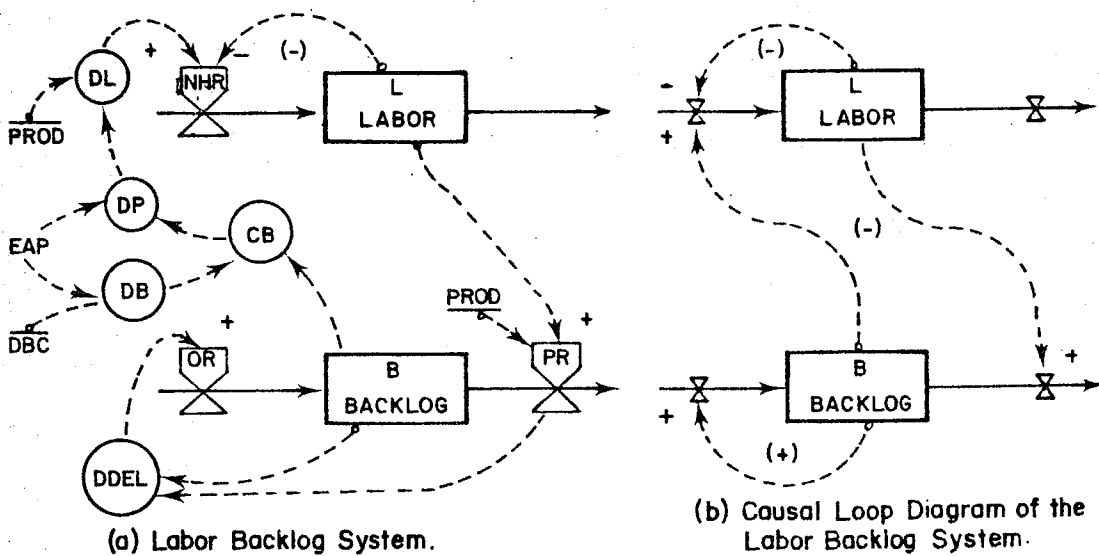 DL
+
NHR
-
(-)
L
LABOR
PROD
DP
EAP
CB
DB
DBC
PROD
+
+
OR
B
BACKLOG
PR
DDEL
(a) Labor Backlog System.
-
(-)
L
LABOR
+
(-)
+
B
BACKLOG
+
(+)
(b) Causal Loop Diagram of the
Labor Backlog System.